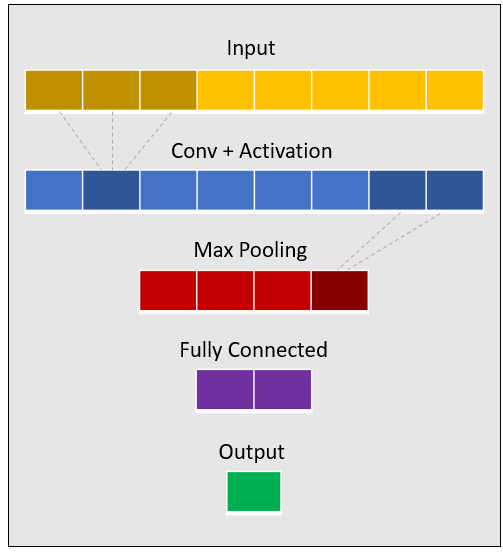 Input
Conv + Activation
Max Pooling
Fully Connected
Output